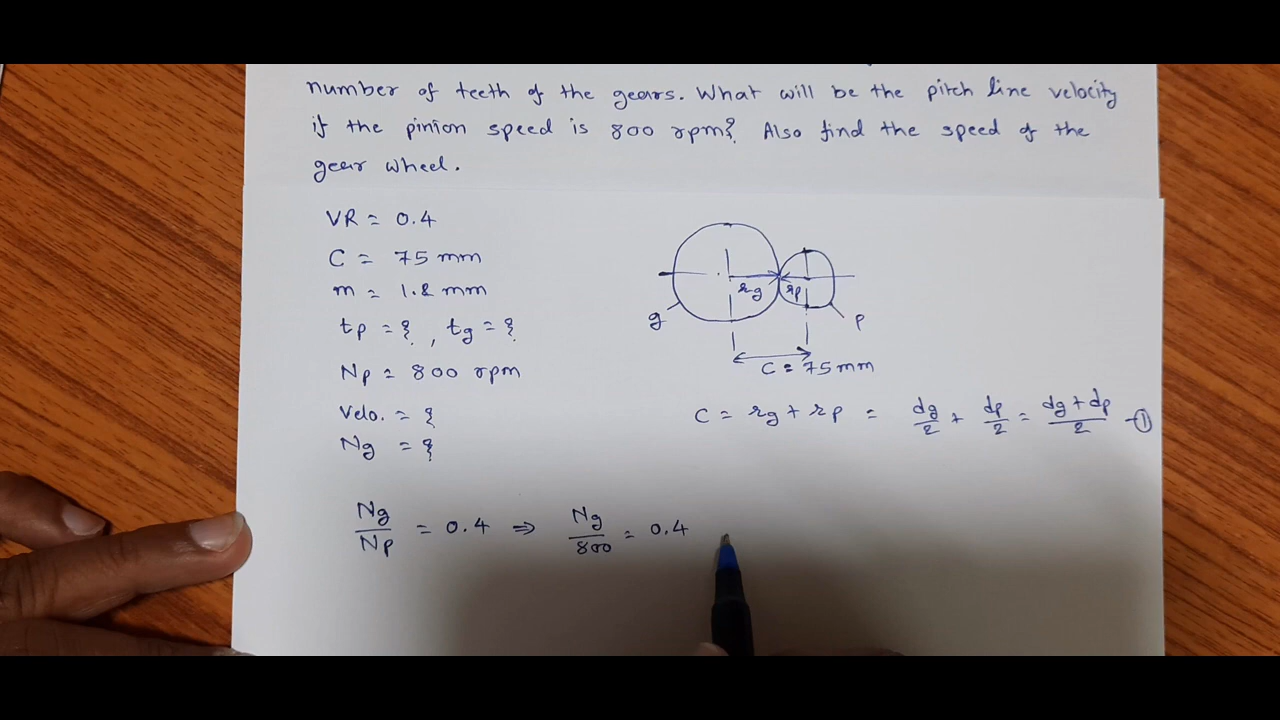 number of teeth of the gears. What will be the pitch line velocity
if the pinion speed is 800 rpm? Also find the speed of the
gear wheel.
VR = 0.4
C = 75 mm
m = 1.2 mm
tp = ? , tg = ?
Np = 800 rpm
Velo. = ?
Ng = ?
rg rp
g p
C = 75 mm
C = rg + rp = dg/2 + dp/2 = dg + dp/2 - ①
Ng/Np = 0.4 ⇒ Ng/800 = 0.4